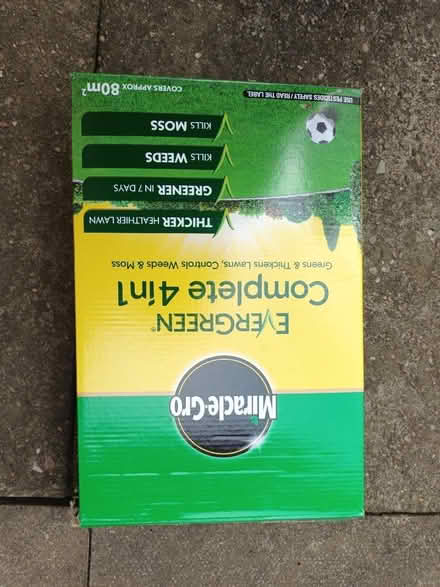 Miracle-Gro
EVERGREEN®
Complete 4in1
Greens & Thickens Lawns, Controls Weeds & Moss
THICKER HEALTHIER LAWN
GREENER IN 7 DAYS
KILLS WEEDS
KILLS MOSS
USE PESTICIDES SAFELY / READ THE LABEL
COVERS APPROX 80m²